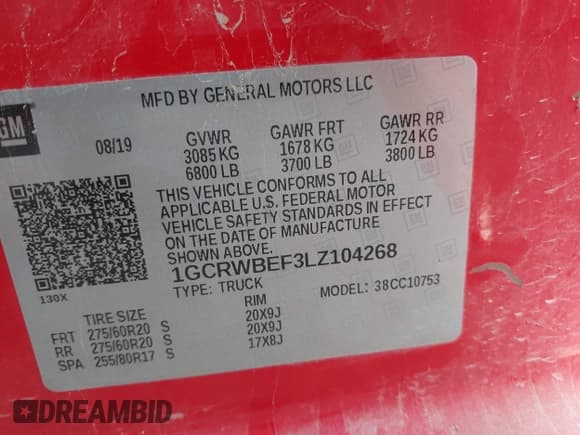 MFD BY GENERAL MOTORS LLC
GM
08/19
GVWR GAWR FRT GAWR RR
3085 KG 1678 KG 1724 KG
6800 LB 3700 LB 3800 LB
THIS VEHICLE CONFORMS TO ALL
APPLICABLE U.S. FEDERAL MOTOR
VEHICLE SAFETY STANDARDS IN EFFECT
ON THE DATE OF MANUFACTURE
SHOWN ABOVE.
1GCRWBEF3LZ104268
130X
TYPE: TRUCK MODEL: 38CC10753
TIRE SIZE RIM
FRT 275/60R20 S 20X9J
RR 275/60R20 S 20X9J
SPA 255/80R17 S 17X8J
DREAMBID